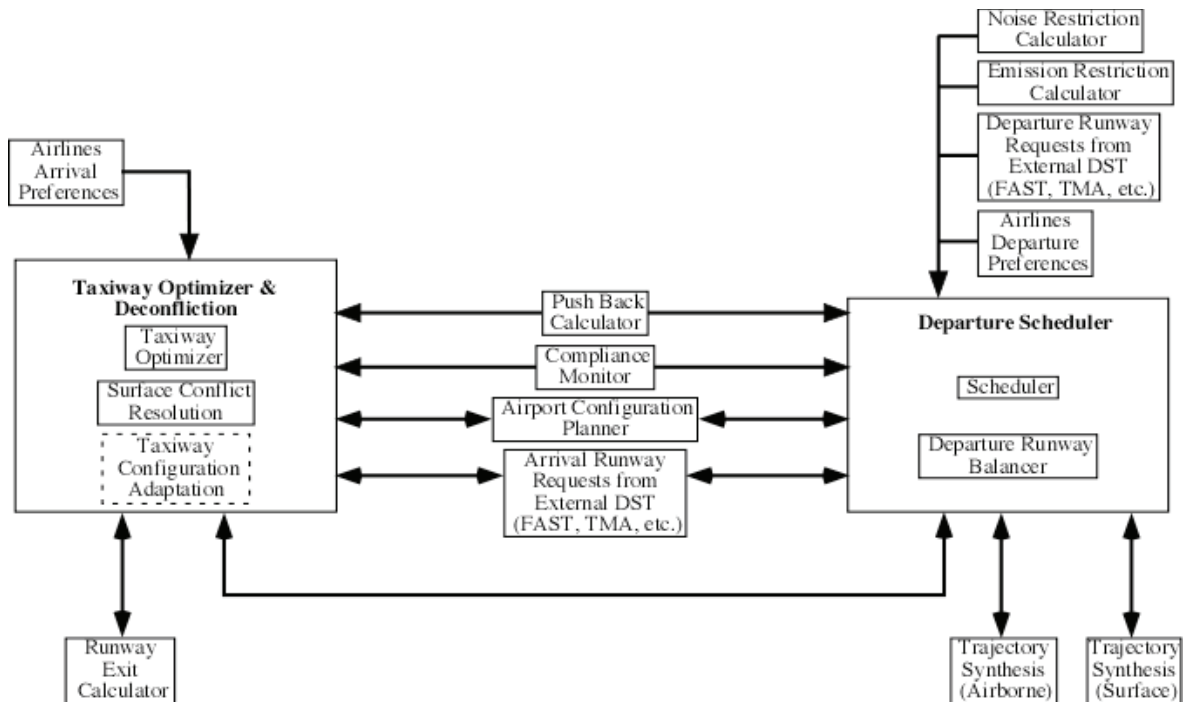 Noise Restriction
Calculator
Emission Restriction
Calculator
Departure Runway
Requests from
External DST
(FAST, TMA, etc.)
Airlines
Departure
Preferences
Airlines
Arrival
Preferences
Taxiway Optimizer &
Deconfliction
Taxiway
Optimizer
Surface Conflict
Resolution
Taxiway
Configuration
Adaptation
Push Back
Calculator
Compliance
Monitor
Airport Configuration
Planner
Arrival Runway
Requests from
External DST
(FAST, TMA, etc.)
Departure Scheduler
Scheduler
Departure Runway
Balancer
Runway
Exit
Calculator
Trajectory
Synthesis
(Airborne)
Trajectory
Synthesis
(Surface)